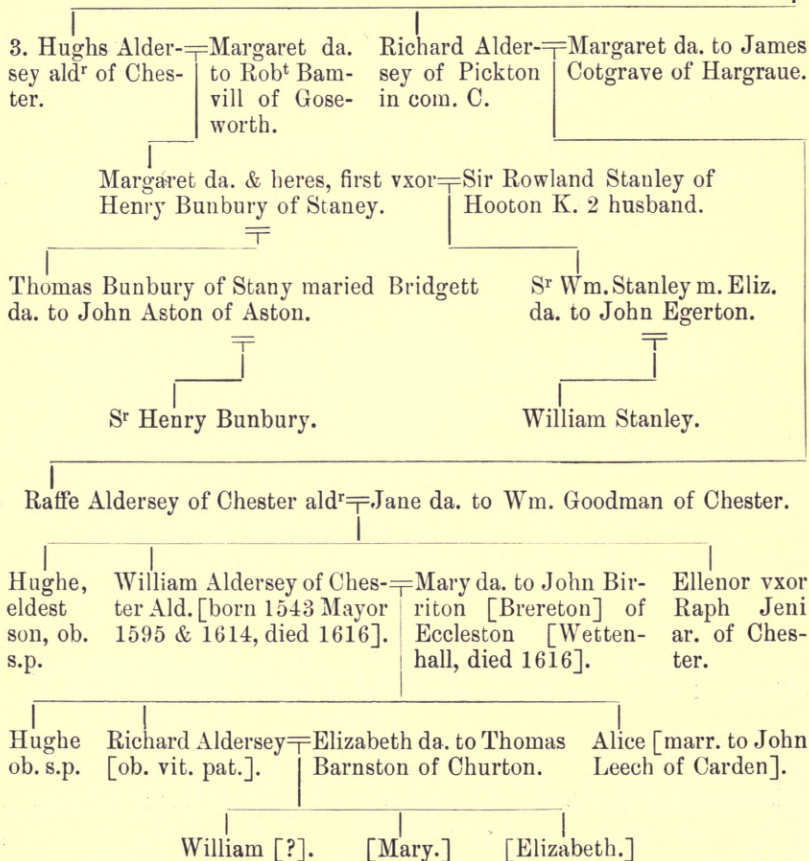 3. Hughs Alder-
sey aldr of Ches-
ter.
Margaret da.
to Robt Bam-
vill of Gose-
worth.
Richard Alder-
sey of Pickton
in com. C.
Margaret da. to James
Cotgrave of Hargraue.
Margaret da. & heres, first vxor
Henry Bunbury of Staney.
Sir Rowland Stanley of
Hooton K. 2 husband.
Thomas Bunbury of Stany maried Bridgett
da. to John Aston of Aston.
Sr Wm. Stanley m. Eliz.
da. to John Egerton.
Sr Henry Bunbury.
William Stanley.
Raffe Aldersey of Chester aldr
Jane da. to Wm. Goodman of Chester.
Hughe,
eldest
son, ob.
s.p.
William Aldersey of Ches-
ter Ald. [born 1543 Mayor
1595 & 1614, died 1616].
Mary da. to John Bir-
riton [Brereton] of
Eccleston [Wetten-
hall, died 1616].
Ellenor vxor
Raph Jeni
ar. of Ches-
ter.
Hughe
ob. s.p.
Richard Aldersey
[ob. vit. pat.].
Elizabeth da. to Thomas
Barnston of Churton.
Alice [marr. to John
Leech of Carden].
William [?].
[Mary.]
[Elizabeth.]